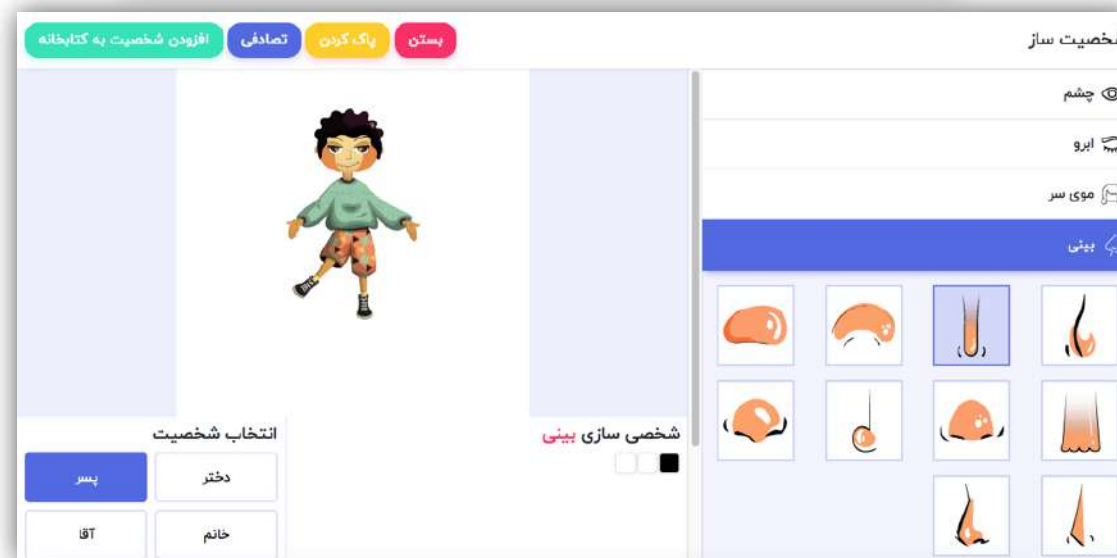 شخصیت ساز
بستن
پاک کردن
تصادفی
افزودن شخصیت به کتابخانه
چشم
ابرو
موی سر
بینی
شخصی سازی بینی
انتخاب شخصیت
دختر
پسر
خانم
آقا